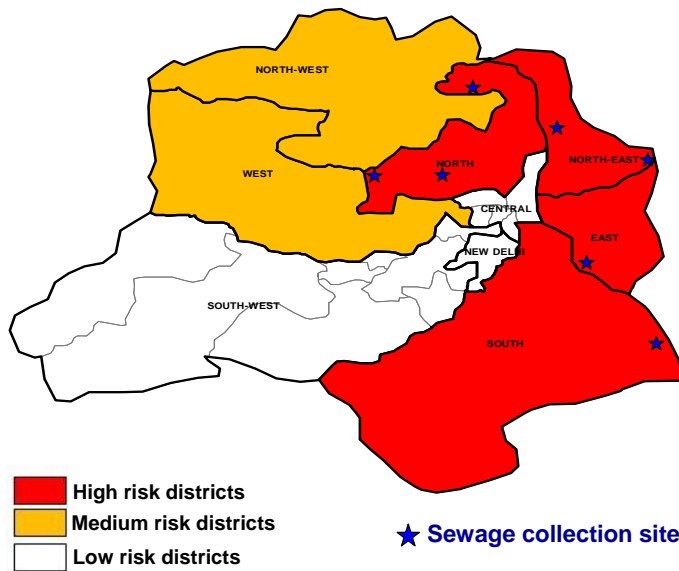 NORTH-WEST
WEST
NORTH
NORTH-EAST
CENTRAL
EAST
NEW DELHI
SOUTH-WEST
SOUTH
High risk districts
Medium risk districts
Low risk districts
Sewage collection site